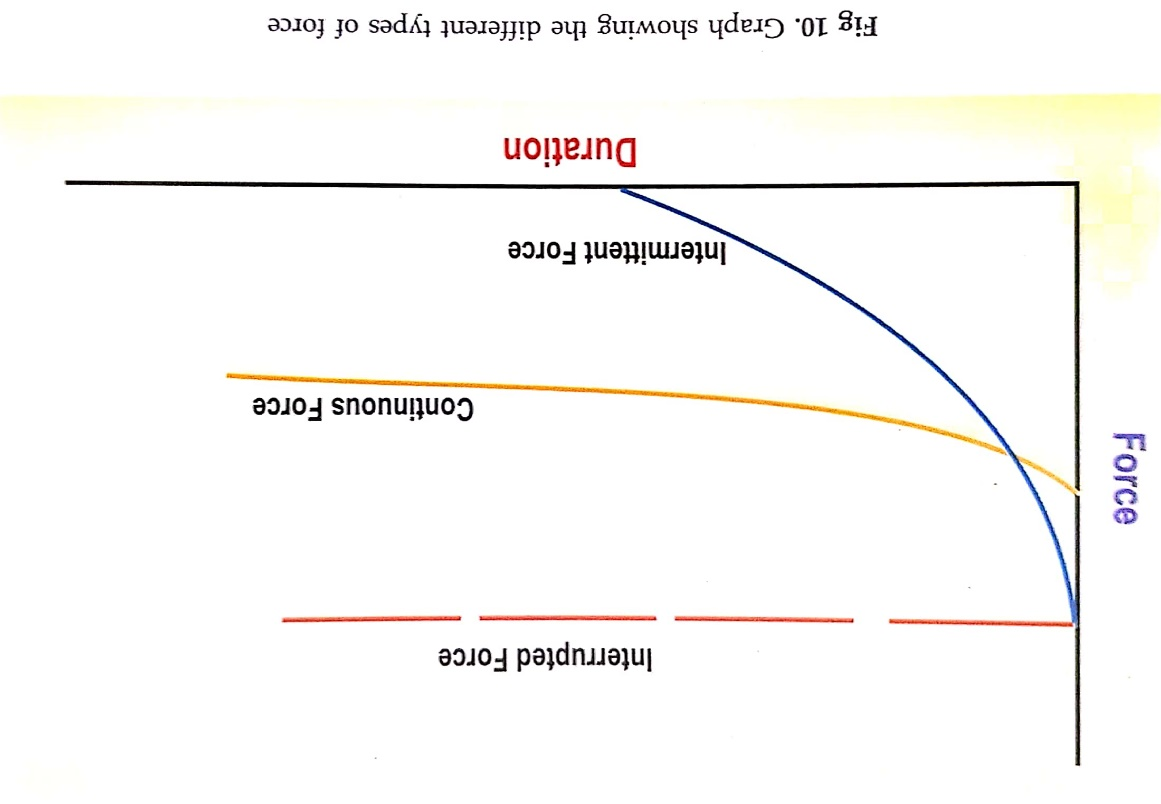 Force
Interrupted Force
Continuous Force
Intermittent Force
Duration
Fig 10. Graph showing the different types of force